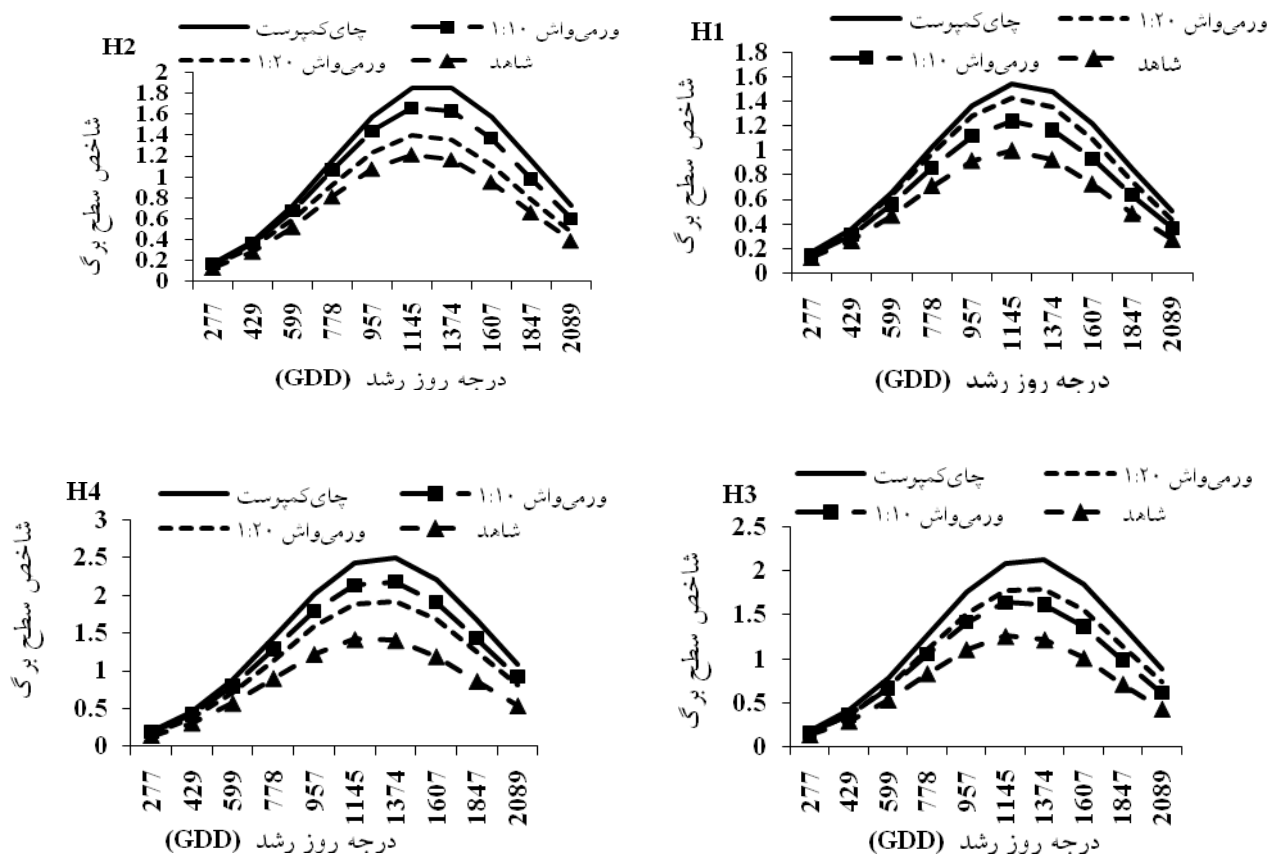 H2
چای‌کمپوست
ورمی‌واش ۱:۱۰
ورمی‌واش ۱:۲۰
شاهد
شاخص سطح برگ
2
1.8
1.6
1.4
1.2
1
0.8
0.6
0.4
0.2
0
277 429 599 778 957 1145 1374 1607 1847 2089
درجه روز رشد (GDD)
H1
چای‌کمپوست
ورمی‌واش ۱:۲۰
ورمی‌واش ۱:۱۰
شاهد
شاخص سطح برگ
1.8
1.6
1.4
1.2
1
0.8
0.6
0.4
0.2
0
277 429 599 778 957 1145 1374 1607 1847 2089
درجه روز رشد (GDD)
H4
چای‌کمپوست
ورمی‌واش ۱:۱۰
ورمی‌واش ۱:۲۰
شاهد
شاخص سطح برگ
3
2.5
2
1.5
1
0.5
0
277 429 599 778 957 1145 1374 1607 1847 2089
درجه روز رشد (GDD)
H3
چای‌کمپوست
ورمی‌واش ۱:۲۰
ورمی‌واش ۱:۱۰
شاهد
شاخص سطح برگ
2.5
2
1.5
1
0.5
0
277 429 599 778 957 1145 1374 1607 1847 2089
درجه روز رشد (GDD)